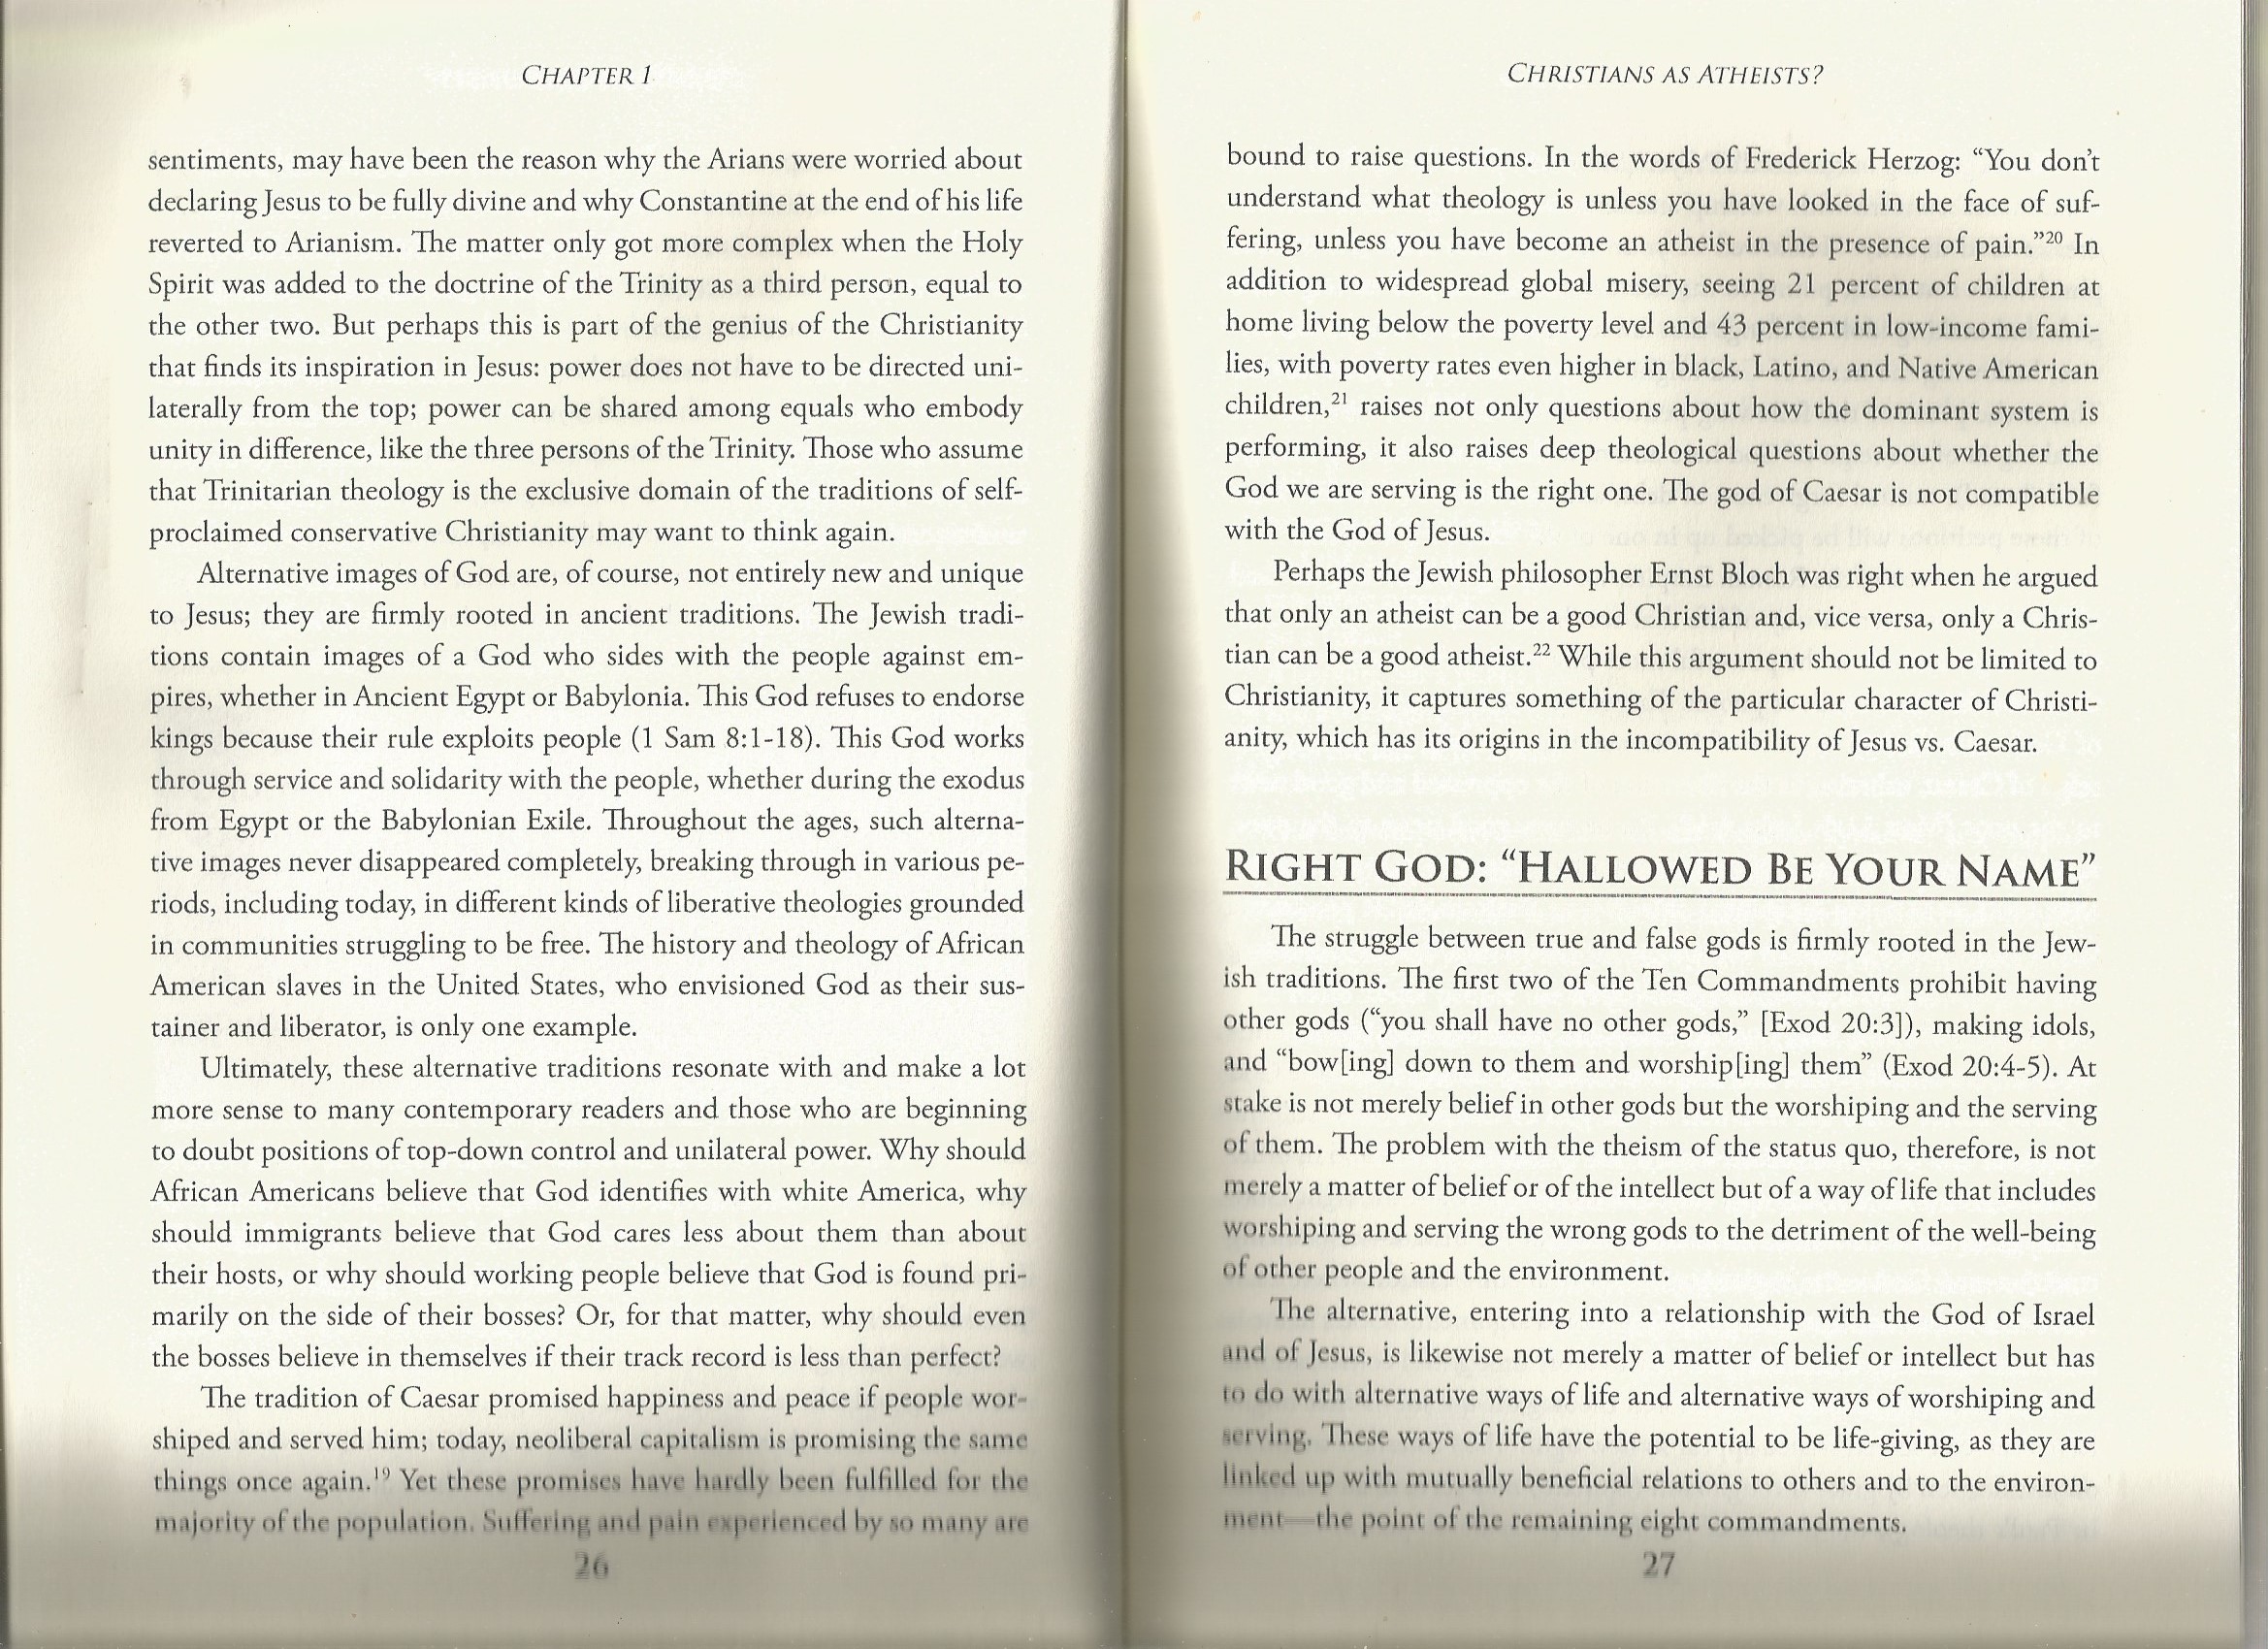 CHAPTER 1
sentiments, may have been the reason why the Arians were worried about
declaring Jesus to be fully divine and why Constantine at the end of his life
reverted to Arianism. The matter only got more complex when the Holy
Spirit was added to the doctrine of the Trinity as a third person, equal to
the other two. But perhaps this is part of the genius of the Christianity
that finds its inspiration in Jesus: power does not have to be directed uni-
laterally from the top; power can be shared among equals who embody
unity in difference, like the three persons of the Trinity. Those who assume
that Trinitarian theology is the exclusive domain of the traditions of self-
proclaimed conservative Christianity may want to think again.
Alternative images of God are, of course, not entirely new and unique
to Jesus; they are firmly rooted in ancient traditions. The Jewish tradi-
tions contain images of a God who sides with the people against em-
pires, whether in Ancient Egypt or Babylonia. This God refuses to endorse
kings because their rule exploits people (1 Sam 8:1-18). This God works
through service and solidarity with the people, whether during the exodus
from Egypt or the Babylonian Exile. Throughout the ages, such alterna-
tive images never disappeared completely, breaking through in various pe-
riods, including today, in different kinds of liberative theologies grounded
in communities struggling to be free. The history and theology of African
American slaves in the United States, who envisioned God as their sus-
tainer and liberator, is only one example.
Ultimately, these alternative traditions resonate with and make a lot
more sense to many contemporary readers and those who are beginning
to doubt positions of top-down control and unilateral power. Why should
African Americans believe that God identifies with white America, why
should immigrants believe that God cares less about them than about
their hosts, or why should working people believe that God is found pri-
marily on the side of their bosses? Or, for that matter, why should even
the bosses believe in themselves if their track record is less than perfect?
The tradition of Caesar promised happiness and peace if people wor-
shiped and served him; today, neoliberal capitalism is promising the same
things once again.¹⁹ Yet these promises have hardly been fulfilled for the
majority of the population. Suffering and pain experienced by so many are
26
CHRISTIANS AS ATHEISTS?
bound to raise questions. In the words of Frederick Herzog: “You don’t
understand what theology is unless you have looked in the face of suf-
fering, unless you have become an atheist in the presence of pain.”²⁰ In
addition to widespread global misery, seeing 21 percent of children at
home living below the poverty level and 43 percent in low-income fami-
lies, with poverty rates even higher in black, Latino, and Native American
children,²¹ raises not only questions about how the dominant system is
performing, it also raises deep theological questions about whether the
God we are serving is the right one. The god of Caesar is not compatible
with the God of Jesus.
Perhaps the Jewish philosopher Ernst Bloch was right when he argued
that only an atheist can be a good Christian and, vice versa, only a Chris-
tian can be a good atheist.²² While this argument should not be limited to
Christianity, it captures something of the particular character of Christi-
anity, which has its origins in the incompatibility of Jesus vs. Caesar.
RIGHT GOD: “HALLOWED BE YOUR NAME”
The struggle between true and false gods is firmly rooted in the Jew-
ish traditions. The first two of the Ten Commandments prohibit having
other gods (“you shall have no other gods,” [Exod 20:3]), making idols,
and “bow[ing] down to them and worship[ing] them” (Exod 20:4-5). At
stake is not merely belief in other gods but the worshiping and the serving
of them. The problem with the theism of the status quo, therefore, is not
merely a matter of belief or of the intellect but of a way of life that includes
worshiping and serving the wrong gods to the detriment of the well-being
of other people and the environment.
The alternative, entering into a relationship with the God of Israel
and of Jesus, is likewise not merely a matter of belief or intellect but has
to do with alternative ways of life and alternative ways of worshiping and
serving. These ways of life have the potential to be life-giving, as they are
linked up with mutually beneficial relations to others and to the environ-
ment—the point of the remaining eight commandments.
27